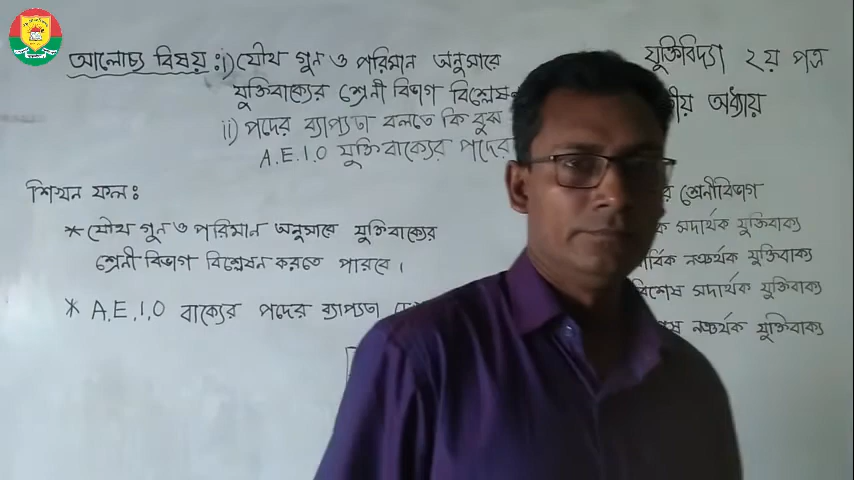 আলোচ্য বিষয়ঃ i) যৌথ গুন ও পরিমান অনুসারে
যুক্তিবাক্যের শ্রেনী বিভাগ বিশ্লেষ
ii) পদের ব্যাপ্যতা বলতে কি বুঝ
A.E.I.O যুক্তিবাক্যের পদের
শিখন ফলঃ
* যৌথ গুন ও পরিমান অনুসারে যুক্তিবাক্যের
শ্রেনী বিভাগ বিশ্লেষন করতে পারবে।
* A,E,I,O বাক্যের পদের ব্যাপ্যতা
যুক্তিবিদ্যা ২য় পত্র
অধ্যায়
শ্রেনীবিভাগ
সদার্থক যুক্তিবাক্য
নঞর্থক যুক্তিবাক্য
বিশেষ সদার্থক যুক্তিবাক্য
নঞর্থক যুক্তিবাক্য